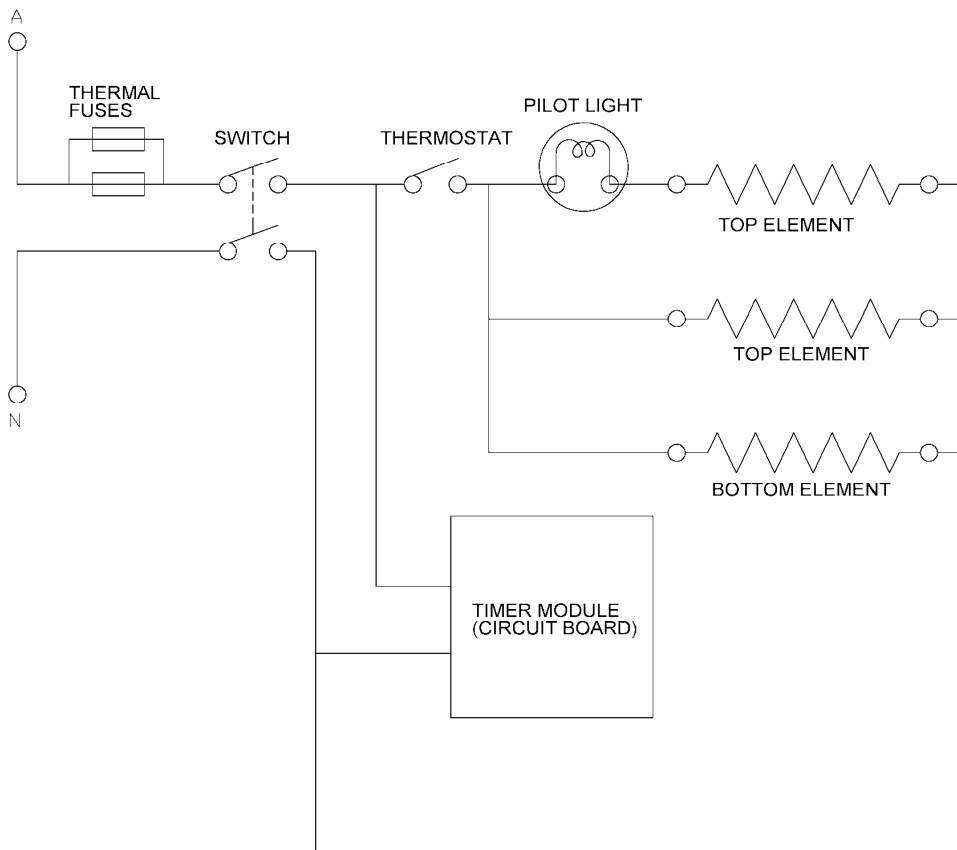 A
THERMAL
FUSES
SWITCH
THERMOSTAT
PILOT LIGHT
TOP ELEMENT
TOP ELEMENT
N
BOTTOM ELEMENT
TIMER MODULE
(CIRCUIT BOARD)